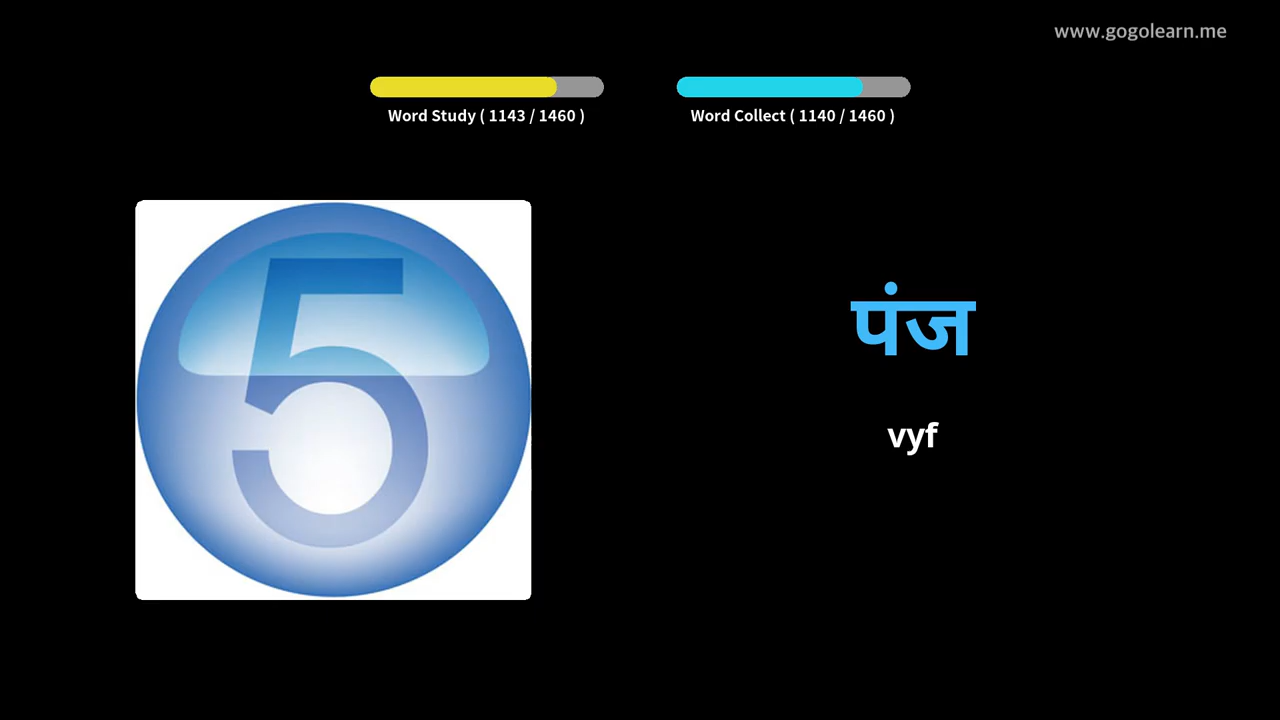 www.gogolearn.me
Word Study ( 1143 / 1460 )
Word Collect ( 1140 / 1460 )
5
पंज
vyf